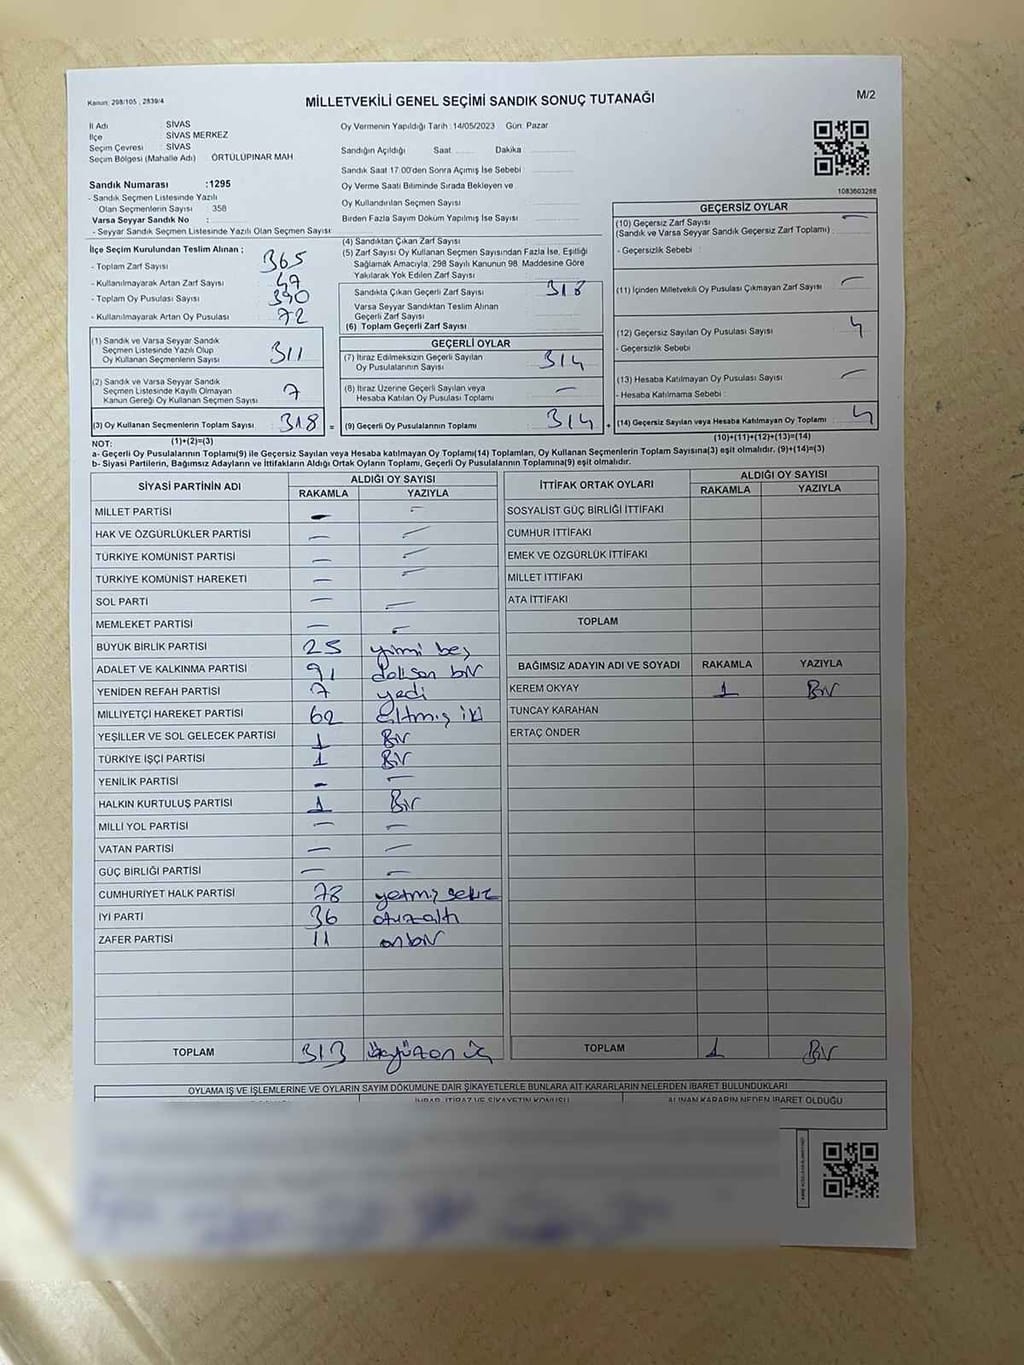 Kanun: 298/105 ; 2839/4
MİLLETVEKİLİ GENEL SEÇİMİ SANDIK SONUÇ TUTANAĞI
M/2
İl Adı SİVAS
İlçe SİVAS MERKEZ
Seçim Çevresi SİVAS
Seçim Bölgesi (Mahalle Adı) ÖRTÜLÜPINAR MAH
Sandık Numarası :1295
- Sandık Seçmen Listesinde Yazılı
Olan Seçmenlerin Sayısı 358
Varsa Seyyar Sandık No :
- Seyyar Sandık Seçmen Listesinde Yazılı Olan Seçmen Sayısı
Oy Vermenin Yapıldığı Tarih :14/05/2023 Gün: Pazar
Sandığın Açıldığı Saat Dakika
Sandık Saat 17.00'den Sonra Açımış İse Sebebi
Oy Verme Saati Bitiminde Sırada Bekleyen ve
Oy Kullandırılan Seçmen Sayısı
Birden Fazla Sayım Döküm Yapılmış İse Sayısı
1083603288
İlçe Seçim Kurulundan Teslim Alınan ;
- Toplam Zarf Sayısı 365
- Kullanılmayarak Artan Zarf Sayısı 47
- Toplam Oy Pusulası Sayısı 390
- Kullanılmayarak Artan Oy Pusulası 72
(1) Sandık ve Varsa Seyyar Sandık
Seçmen Listesinde Yazılı Olup
Oy Kullanan Seçmenlerin Sayısı 311
(2) Sandık ve Varsa Seyyar Sandık
Seçmen Listesinde Kayıtlı Olmayan
Kanun Gereği Oy Kullanan Seçmen Sayısı 7
(3) Oy Kullanan Seçmenlerin Toplam Sayısı 318 =
(4) Sandıktan Çıkan Zarf Sayısı
(5) Zarf Sayısı Oy Kullanan Seçmen Sayısından Fazla İse, Eşitliği
Sağlamak Amacıyla, 298 Sayılı Kanunun 98. Maddesine Göre
Yakılarak Yok Edilen Zarf Sayısı
Sandıkta Çıkan Geçerli Zarf Sayısı 318
Varsa Seyyar Sandıktan Teslim Alınan
Geçerli Zarf Sayısı
(6) Toplam Geçerli Zarf Sayısı
GEÇERLİ OYLAR
(7) İtiraz Edilmeksizin Geçerli Sayılan
Oy Pusulalarının Sayısı 314
(8) İtiraz Üzerine Geçerli Sayılan veya
Hesaba Katılan Oy Pusulası Toplamı —
(9) Geçerli Oy Pusulalarının Toplamı 314 +
GEÇERSİZ OYLAR
(10) Geçersiz Zarf Sayısı —
(Sandık ve Varsa Seyyar Sandık Geçersiz Zarf Toplamı)
- Geçersizlik Sebebi :
(11) İçinden Milletvekili Oy Pusulası Çıkmayan Zarf Sayısı —
(12) Geçersiz Sayılan Oy Pusulası Sayısı 4
- Geçersizlik Sebebi
(13) Hesaba Katılmayan Oy Pusulası Sayısı —
- Hesaba Katılmama Sebebi :
(14) Geçersiz Sayılan veya Hesaba Katılmayan Oy Toplamı 4
NOT: (1)+(2)=(3) (10)+(11)+(12)+(13)=(14)
a- Geçerli Oy Pusulalarının Toplamı(9) ile Geçersiz Sayılan veya Hesaba katılmayan Oy Toplamı(14) Toplamları, Oy Kullanan Seçmenlerin Toplam Sayısına(3) eşit olmalıdır. (9)+(14)=(3)
b- Siyasi Partilerin, Bağımsız Adayların ve İttifakların Aldığı Ortak Oyların Toplamı, Geçerli Oy Pusulalarının Toplamına(9) eşit olmalıdır.
SİYASİ PARTİNİN ADI ALDIĞI OY SAYISI
RAKAMLA YAZIYLA
MİLLET PARTİSİ — —
HAK VE ÖZGÜRLÜKLER PARTİSİ — —
TÜRKİYE KOMÜNİST PARTİSİ — —
TÜRKİYE KOMÜNİST HAREKETİ — —
SOL PARTİ — —
MEMLEKET PARTİSİ — —
BÜYÜK BİRLİK PARTİSİ 25 yirmi beş
ADALET VE KALKINMA PARTİSİ 91 doksan bir
YENİDEN REFAH PARTİSİ 7 yedi
MİLLİYETÇİ HAREKET PARTİSİ 62 altmış iki
YEŞİLLER VE SOL GELECEK PARTİSİ 1 Bir
TÜRKİYE İŞÇİ PARTİSİ 1 Bir
YENİLİK PARTİSİ — —
HALKIN KURTULUŞ PARTİSİ 1 Bir
MİLLİ YOL PARTİSİ — —
VATAN PARTİSİ — —
GÜÇ BİRLİĞİ PARTİSİ — —
CUMHURİYET HALK PARTİSİ 78 yetmiş sekiz
İYİ PARTİ 36 otuzaltı
ZAFER PARTİSİ 11 onbir
TOPLAM 313 Üçyüzon üç
İTTİFAK ORTAK OYLARI ALDIĞI OY SAYISI
RAKAMLA YAZIYLA
SOSYALİST GÜÇ BİRLİĞİ İTTİFAKI
CUMHUR İTTİFAKI
EMEK VE ÖZGÜRLÜK İTTİFAKI
MİLLET İTTİFAKI
ATA İTTİFAKI
TOPLAM
BAĞIMSIZ ADAYIN ADI VE SOYADI RAKAMLA YAZIYLA
KEREM OKYAY 1 Bir
TUNCAY KARAHAN
ERTAÇ ÖNDER
TOPLAM 1 Bir
OYLAMA İŞ VE İŞLEMLERİNE VE OYLARIN SAYIM DÖKÜMÜNE DAİR ŞİKAYETLERLE BUNLARA AİT KARARLARIN NELERDEN İBARET BULUNDUKLARI
İHBAR, İTİRAZ VE ŞİKAYETİN KONUSU ALINAN KARARIN NEDEN İBARET OLDUĞU